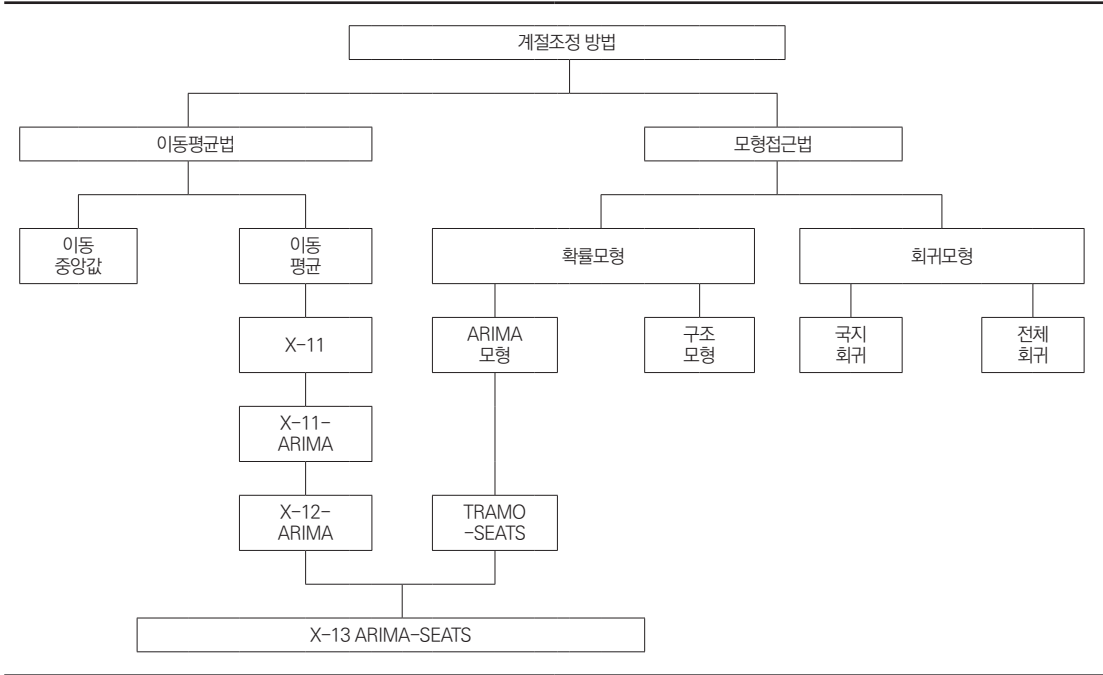 계절조정 방법
이동평균법
모형접근법
이동
중앙값
이동
평균
확률모형
회귀모형
X-11
ARIMA
모형
구조
모형
국지
회귀
전체
회귀
X-11-
ARIMA
X-12-
ARIMA
TRAMO
-SEATS
X-13 ARIMA-SEATS